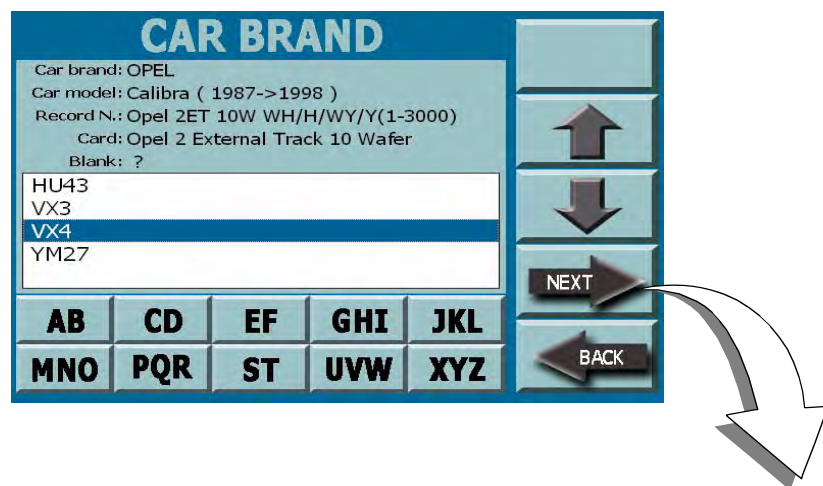 CAR BRAND
Car brand: OPEL
Car model: Calibra ( 1987->1998 )
Record N.: Opel 2ET 10W WH/H/WY/Y(1-3000)
Card: Opel 2 External Track 10 Wafer
Blank: ?
HU43
VX3
VX4
YM27
NEXT
AB CD EF GHI JKL
MNO PQR ST UVW XYZ
BACK